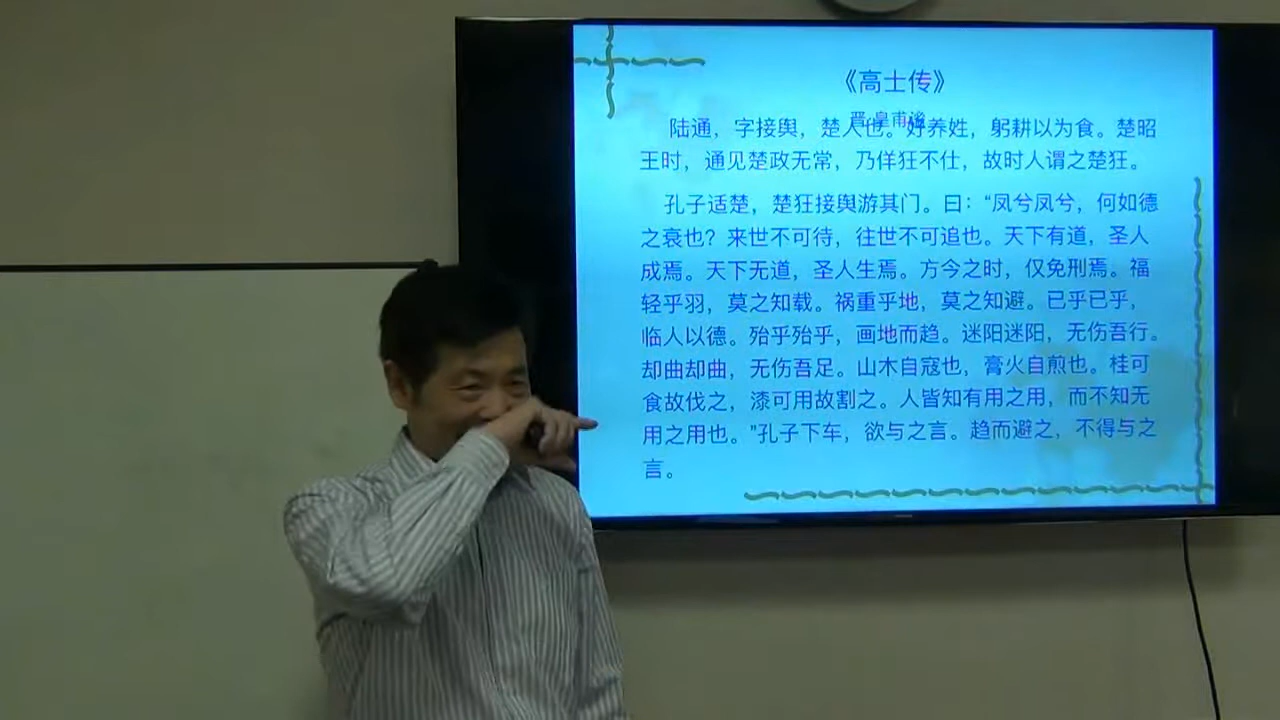 《高士传》
晋 皇甫谧
陆通，字接舆，楚人也。好养性，躬耕以为食。楚昭
王时，通见楚政无常，乃佯狂不仕，故时人谓之楚狂。
孔子适楚，楚狂接舆游其门。曰：“凤兮凤兮，何如德
之衰也？来世不可待，往世不可追也。天下有道，圣人
成焉。天下无道，圣人生焉。方今之时，仅免刑焉。福
轻乎羽，莫之知载。祸重乎地，莫之知避。已乎已乎，
临人以德。殆乎殆乎，画地而趋。迷阳迷阳，无伤吾行。
却曲却曲，无伤吾足。山木自寇也，膏火自煎也。桂可
食故伐之，漆可用故割之。人皆知有用之用，而不知无
用之用也。”孔子下车，欲与之言。趋而避之，不得与之
言。